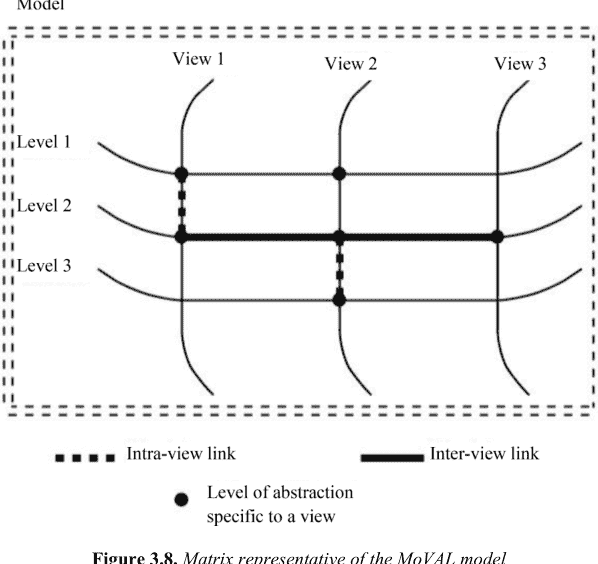 Model
View 1
View 2
View 3
Level 1
Level 2
Level 3
Intra-view link
Inter-view link
Level of abstraction
specific to a view
Figure 3.8. Matrix representative of the MoVAL model